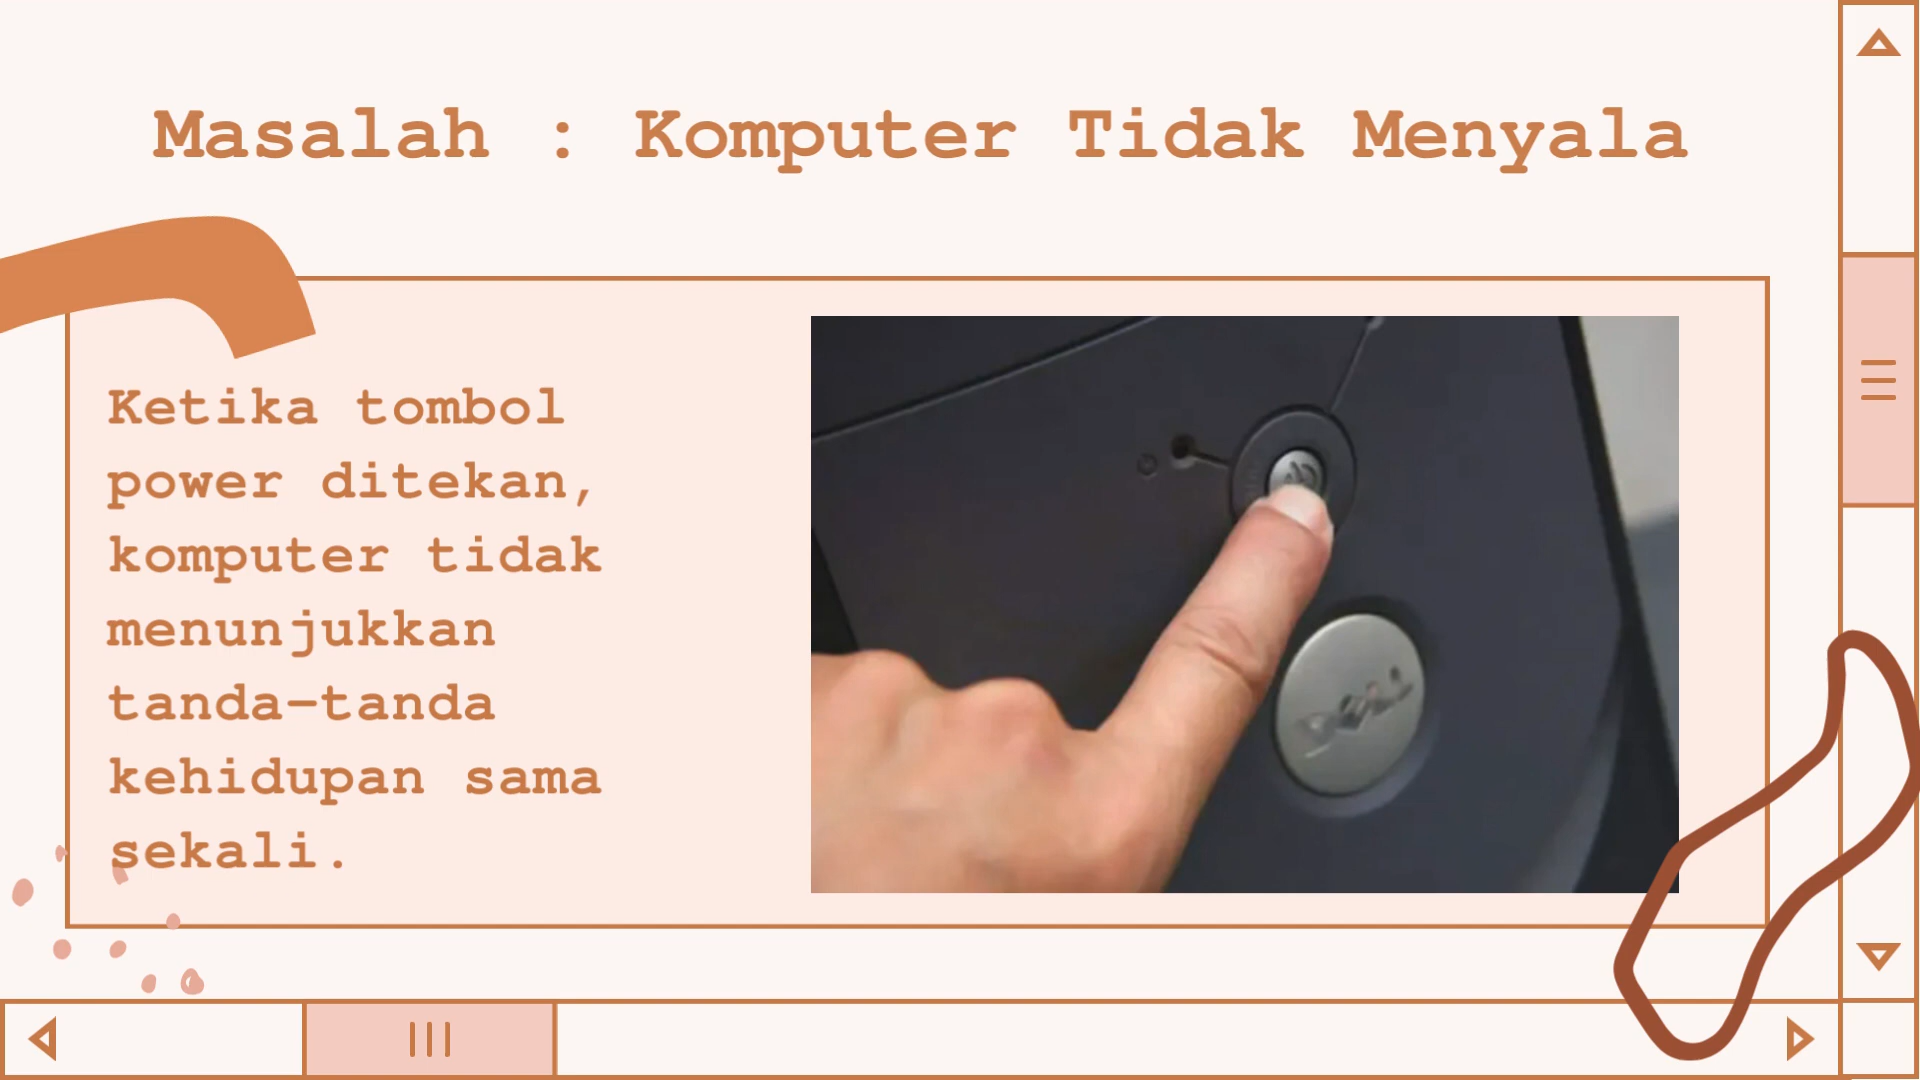 Masalah : Komputer Tidak Menyala
Ketika tombol
power ditekan,
komputer tidak
menunjukkan
tanda-tanda
kehidupan sama
sekali.